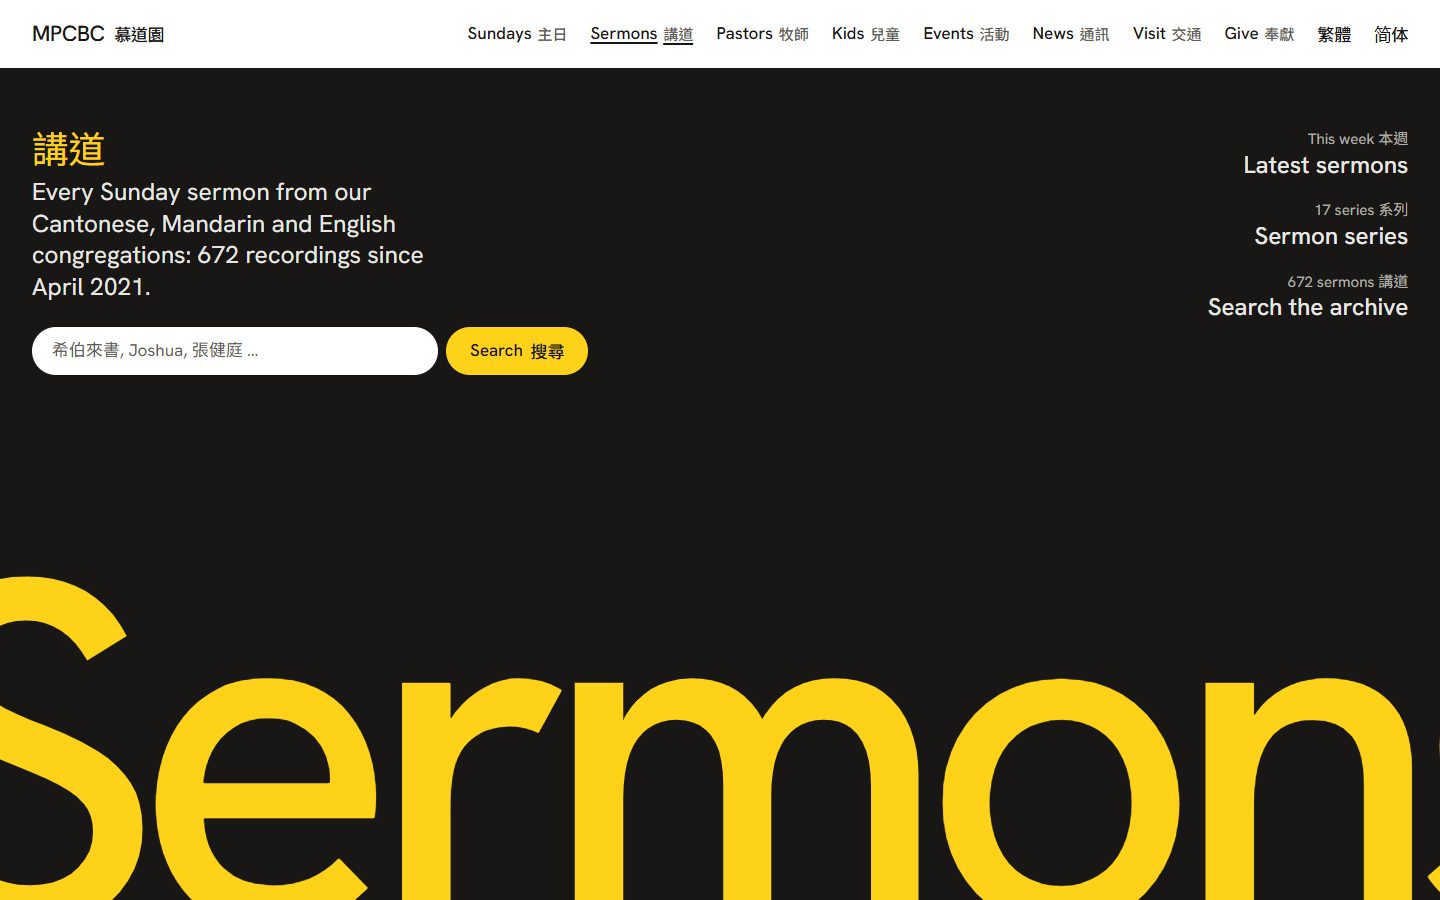 MPCBC 慕道園
Sundays 主日 Sermons 講道 Pastors 牧師 Kids 兒童 Events 活動 News 通訊 Visit 交通 Give 奉獻 繁體 简体
講道
Every Sunday sermon from our
Cantonese, Mandarin and English
congregations: 672 recordings since
April 2021.
希伯來書, Joshua, 張健庭 ...
Search 搜尋
This week 本週
Latest sermons
17 series 系列
Sermon series
672 sermons 講道
Search the archive
Sermons